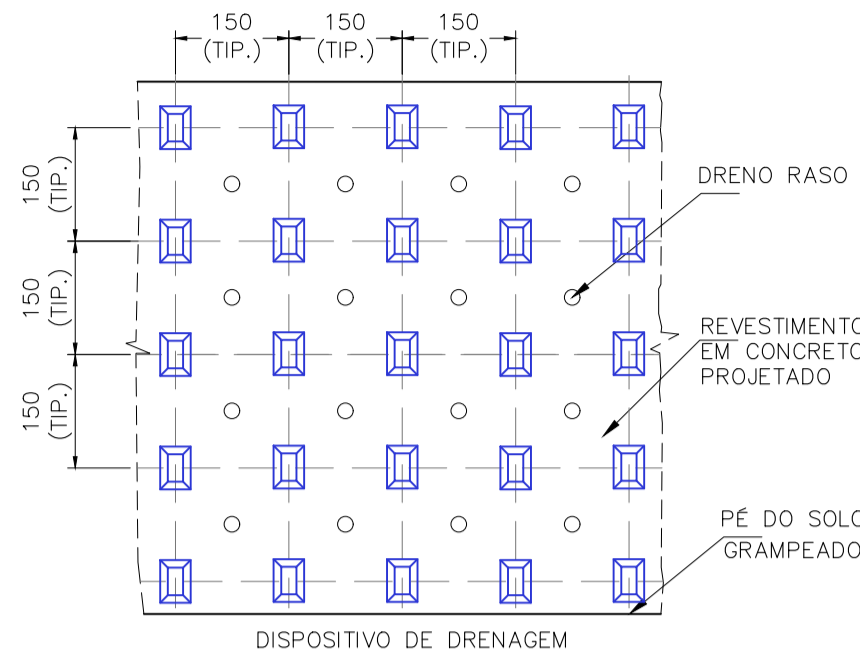 150
(TIP.)
150
(TIP.)
150
(TIP.)
150
(TIP.)
150
(TIP.)
150
(TIP.)
DRENO RASO
REVESTIMENTO
EM CONCRETO
PROJETADO
PÉ DO SOLO
GRAMPEADO
DISPOSITIVO DE DRENAGEM